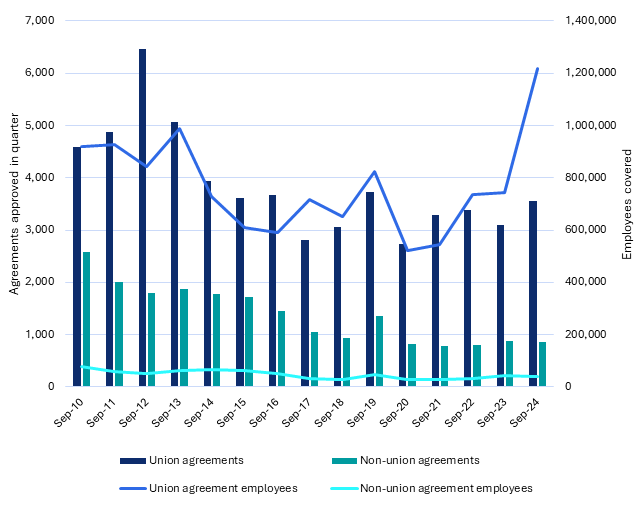 7,000
6,000
5,000
4,000
3,000
2,000
1,000
0
Agreements approved in quarter
1,400,000
1,200,000
1,000,000
800,000
600,000
400,000
200,000
0
Employees covered
Sep-10
Sep-11
Sep-12
Sep-13
Sep-14
Sep-15
Sep-16
Sep-17
Sep-18
Sep-19
Sep-20
Sep-21
Sep-22
Sep-23
Sep-24
Union agreements
Non-union agreements
Union agreement employees
Non-union agreement employees